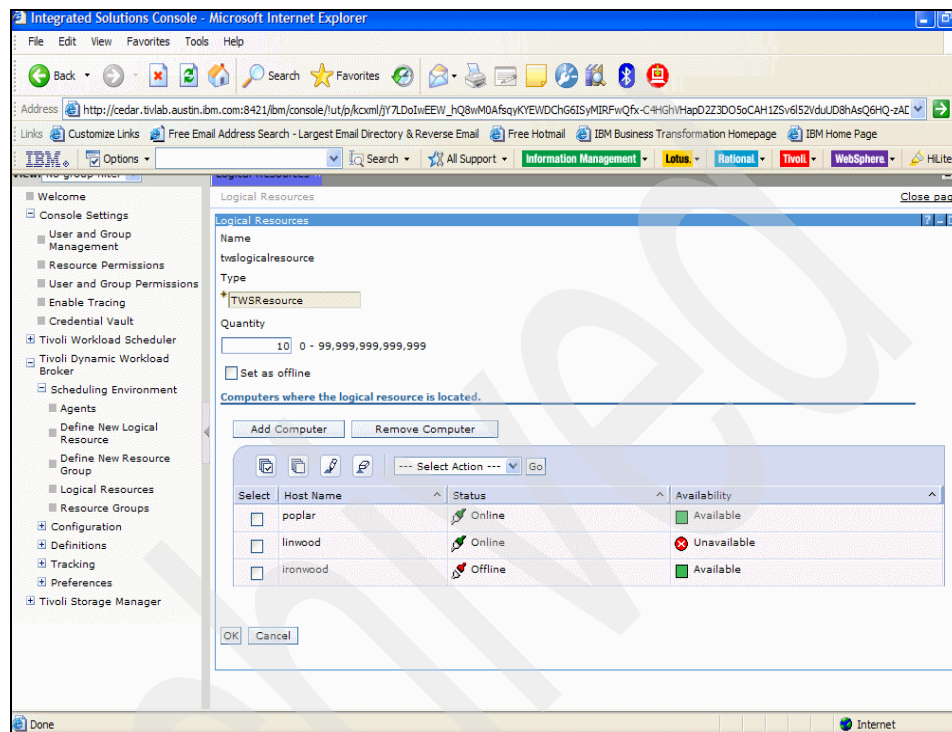 Integrated Solutions Console - Microsoft Internet Explorer
File Edit View Favorites Tools Help
Back Search Favorites
Address http://cedar.tivlab.austin.ibm.com:8421/ibm/console/!ut/p/kcxml/
Links Customize Links Free Email Address Search - Largest Email Directory & Reverse Email Free Hotmail IBM Business Transformation Homepage IBM Home Page
IBM Options Search All Support Information Management Lotus. Rational. Tivoli. WebSphere. HiLite
View: No group filter
Logical Resources
Welcome
Console Settings
User and Group Management
Resource Permissions
User and Group Permissions
Enable Tracing
Credential Vault
Tivoli Workload Scheduler
Tivoli Dynamic Workload Broker
Scheduling Environment
Agents
Define New Logical Resource
Define New Resource Group
Logical Resources
Resource Groups
Configuration
Definitions
Tracking
Preferences
Tivoli Storage Manager
Logical Resources Close pag
Logical Resources
Name
twslogicalresource
Type
*TWSResource
Quantity
10 0 - 99,999,999,999,999
Set as offline
Computers where the logical resource is located.
Add Computer Remove Computer
--- Select Action --- Go
Select Host Name Status Availability
poplar Online Available
linwood Online Unavailable
ironwood Offline Available
OK Cancel
Done Internet